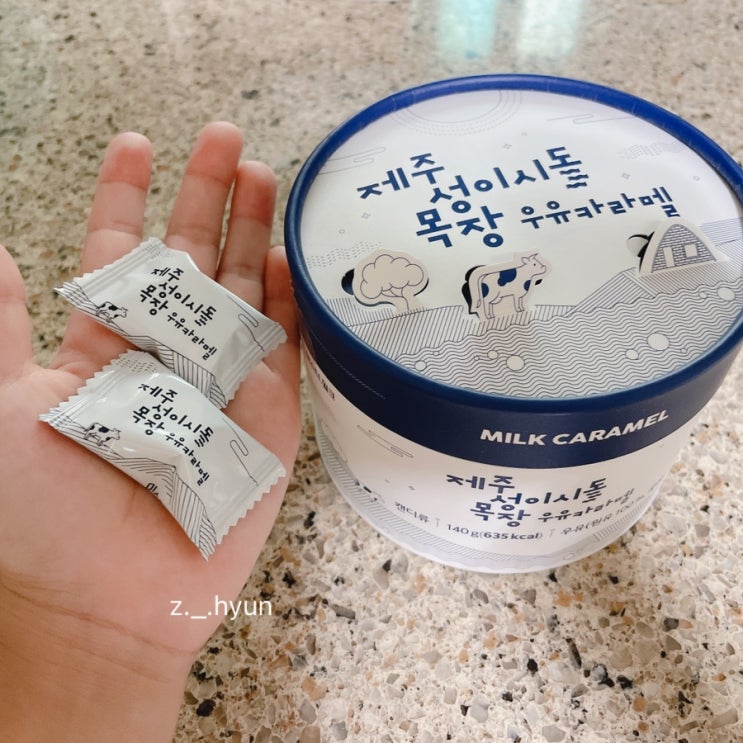 제주
성이시돌
목장 우유카라멜
MILK CARAMEL
제주
성이시돌
목장 우유카라멜
캔디류 | 140g(635 kcal)
제주
성이시돌
목장 우유카라멜
제주
성이시돌
목장 우유카라멜
z._.hyun